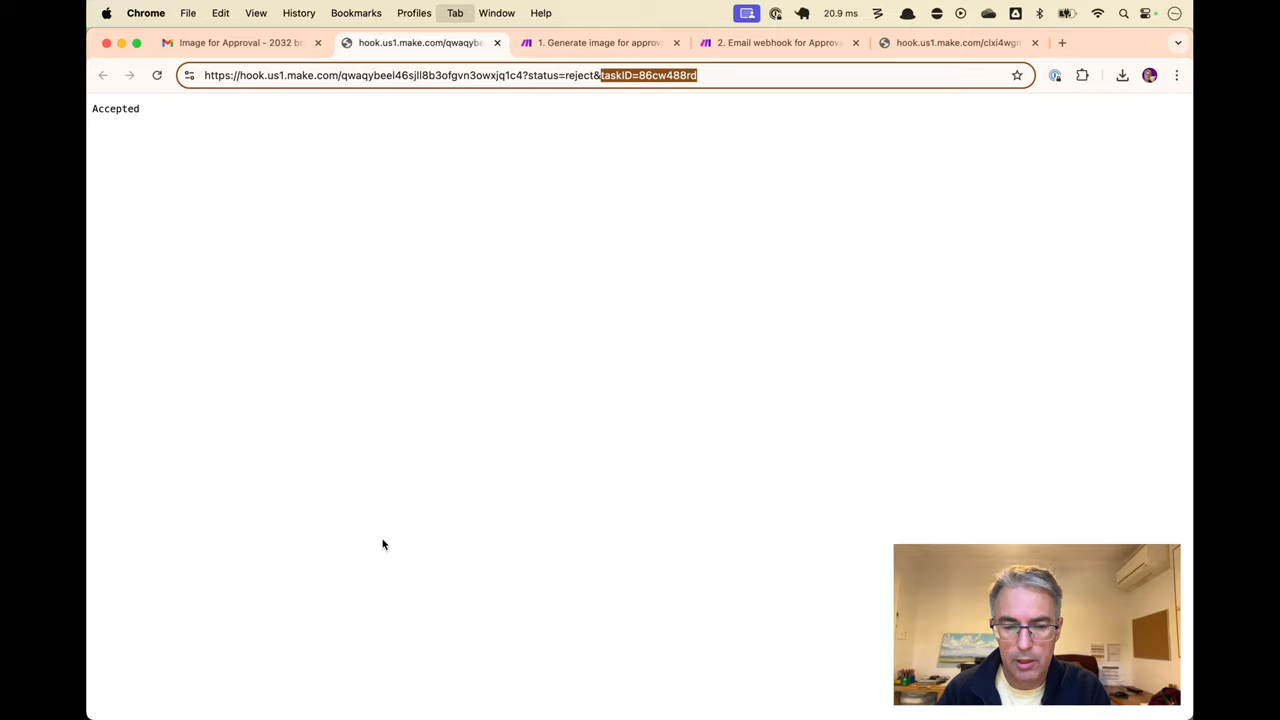 Chrome File Edit View History Bookmarks Profiles Tab Window Help 20.9 ms
Image for Approval - 2032 br
hook.us1.make.com/qwaqybe
1. Generate image for approv
2. Email webhook for Approva
hook.us1.make.com/clxi4wgn
https://hook.us1.make.com/qwaqybeel46sjll8b3ofgvn3owxjq1c4?status=reject&taskID=86cw488rd
Accepted